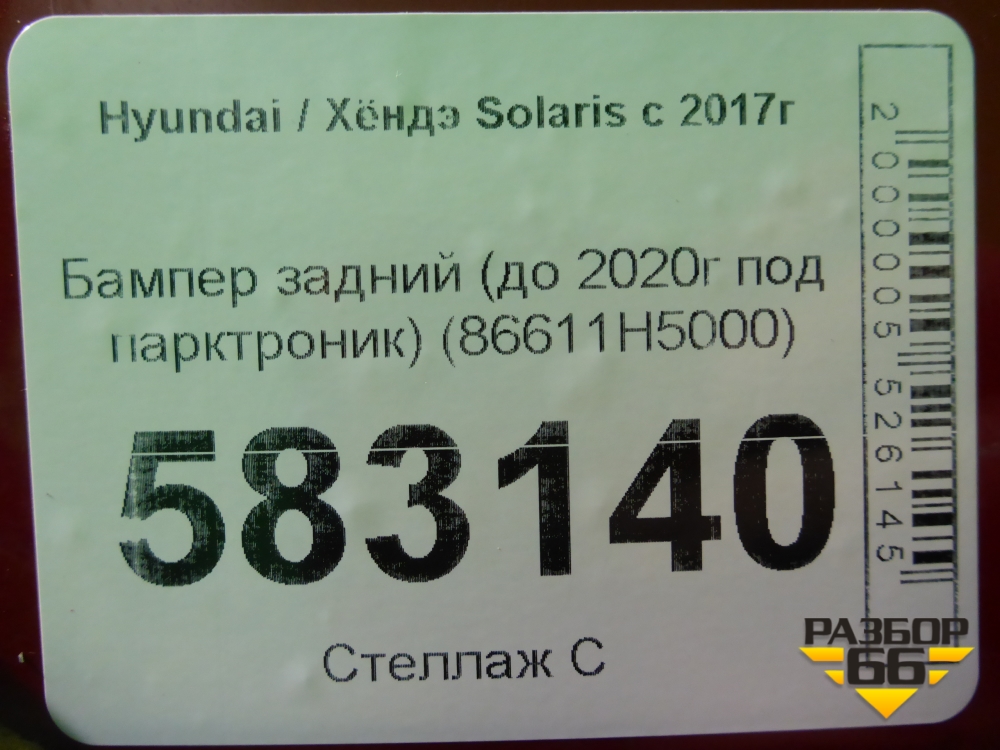 Hyundai / Хёндэ Solaris с 2017г
Бампер задний (до 2020г под
парктроник) (86611H5000)
583140
Стеллаж С
2000005526145
РАЗБОР
66